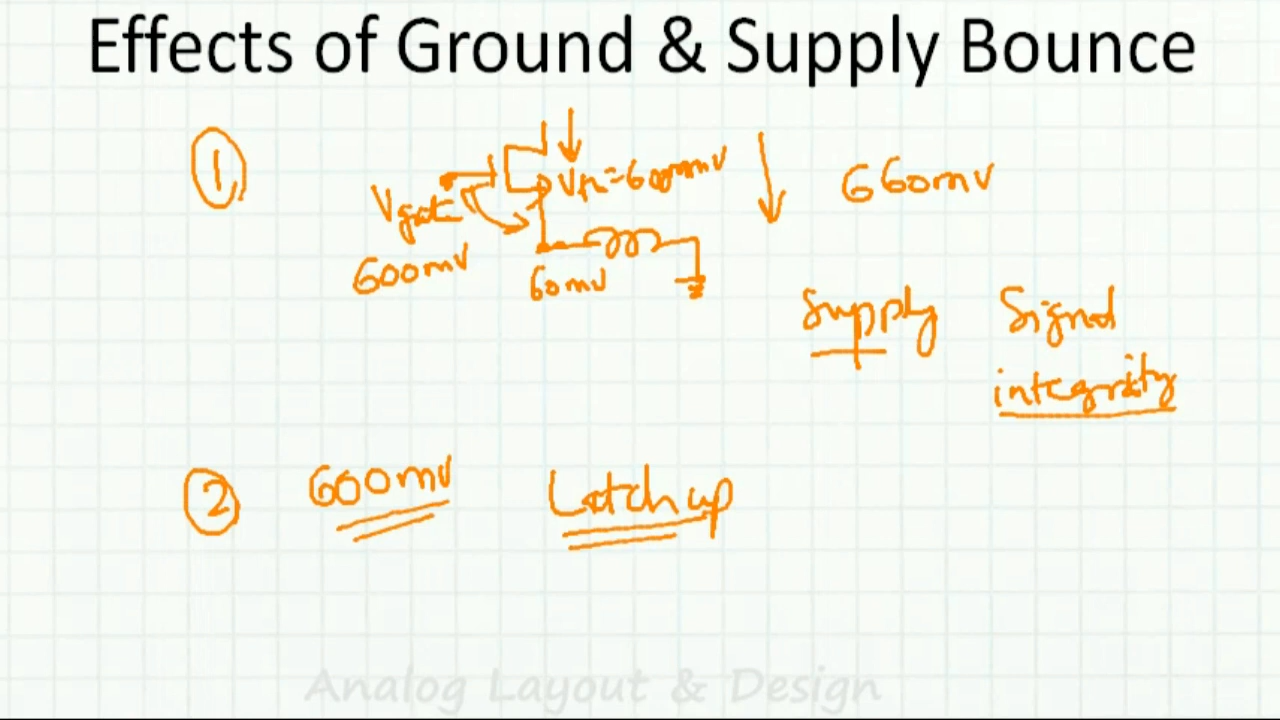 Effects of Ground & Supply Bounce
①
Vgate
600mV
Vth=600mV
60mV
660mV
Supply
Signal
integrity
② 600mV Latchup
Analog Layout & Design